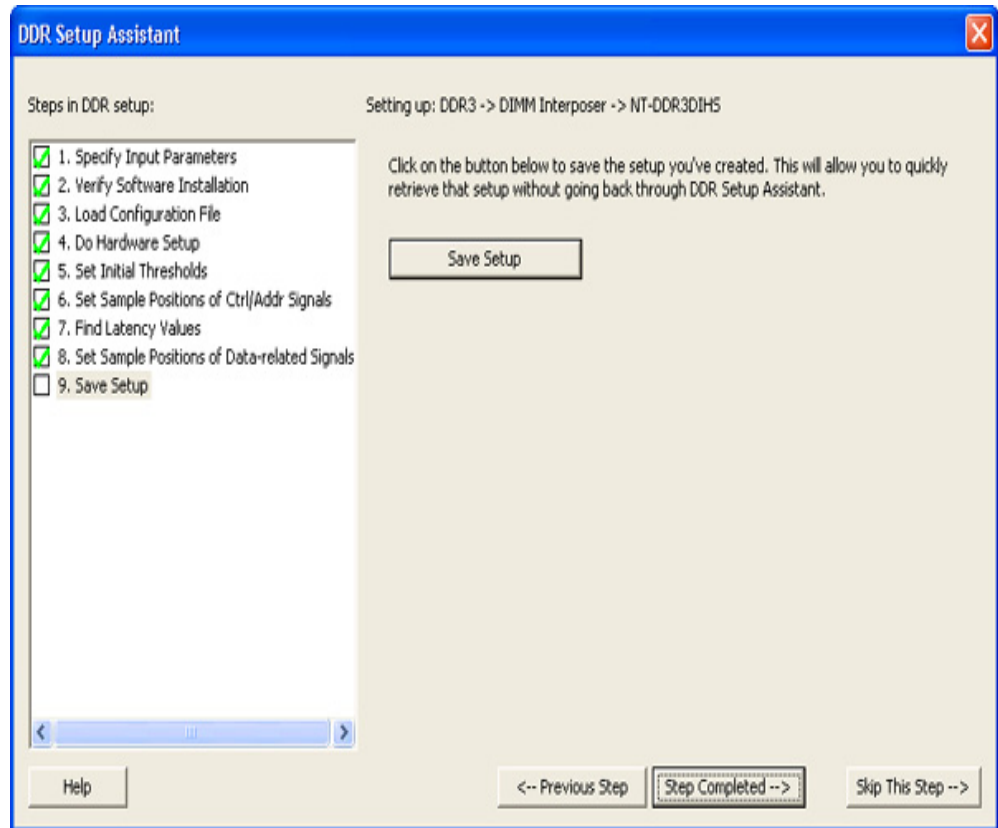 DDR Setup Assistant
Steps in DDR setup:
Setting up: DDR3 -> DIMM Interposer -> NT-DDR3DIHS
1. Specify Input Parameters
2. Verify Software Installation
3. Load Configuration File
4. Do Hardware Setup
5. Set Initial Thresholds
6. Set Sample Positions of Ctrl/Addr Signals
7. Find Latency Values
8. Set Sample Positions of Data-related Signals
9. Save Setup
Click on the button below to save the setup you've created. This will allow you to quickly
retrieve that setup without going back through DDR Setup Assistant.
Save Setup
Help
<-- Previous Step
Step Completed -->
Skip This Step -->